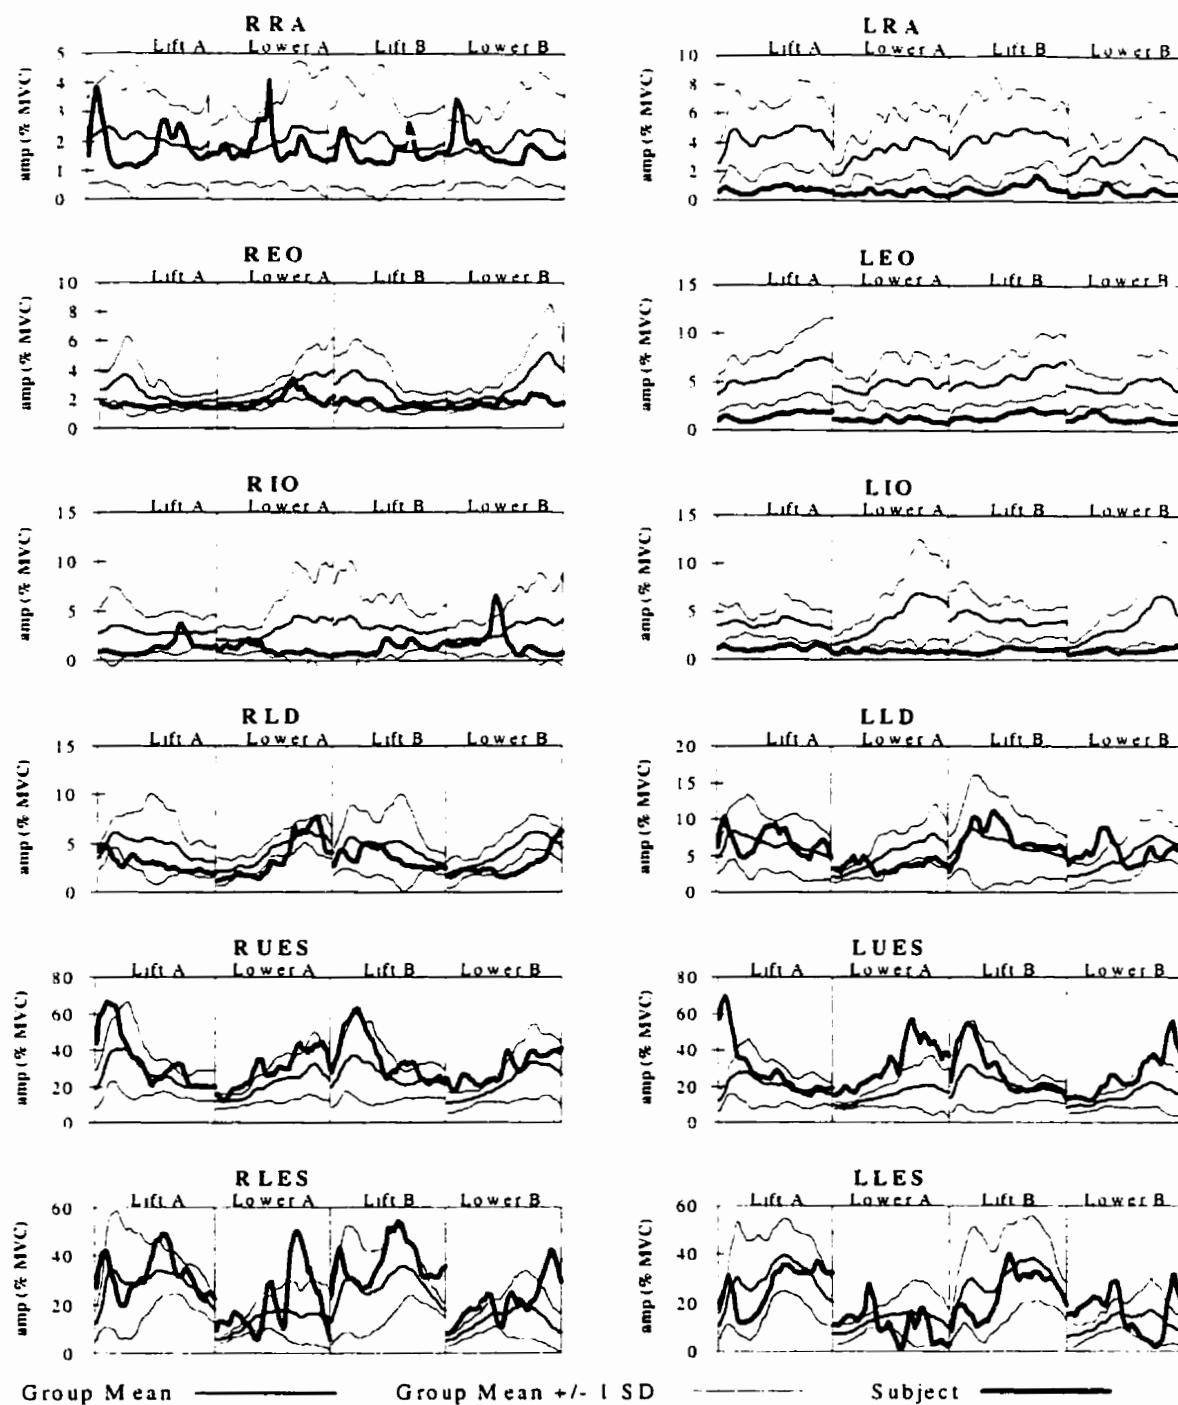 RRA
Lift A Lower A Lift B Lower B
amp (% MVC)
5
4
3
2
1
0
LRA
Lift A Lower A Lift B Lower B
amp (% MVC)
10
8
6
4
2
0
REO
Lift A Lower A Lift B Lower B
amp (% MVC)
10
8
6
4
2
0
LEO
Lift A Lower A Lift B Lower B
amp (% MVC)
15
10
5
0
RIO
Lift A Lower A Lift B Lower B
amp (% MVC)
15
10
5
0
LIO
Lift A Lower A Lift B Lower B
amp (% MVC)
15
10
5
0
RLD
Lift A Lower A Lift B Lower B
amp (% MVC)
15
10
5
0
LLD
Lift A Lower A Lift B Lower B
amp (% MVC)
20
15
10
5
0
RUES
Lift A Lower A Lift B Lower B
amp (% MVC)
80
60
40
20
0
LUES
Lift A Lower A Lift B Lower B
amp (% MVC)
80
60
40
20
0
RLES
Lift A Lower A Lift B Lower B
amp (% MVC)
60
40
20
0
LLES
Lift A Lower A Lift B Lower B
amp (% MVC)
60
40
20
0
Group Mean Group Mean +/- 1 SD Subject